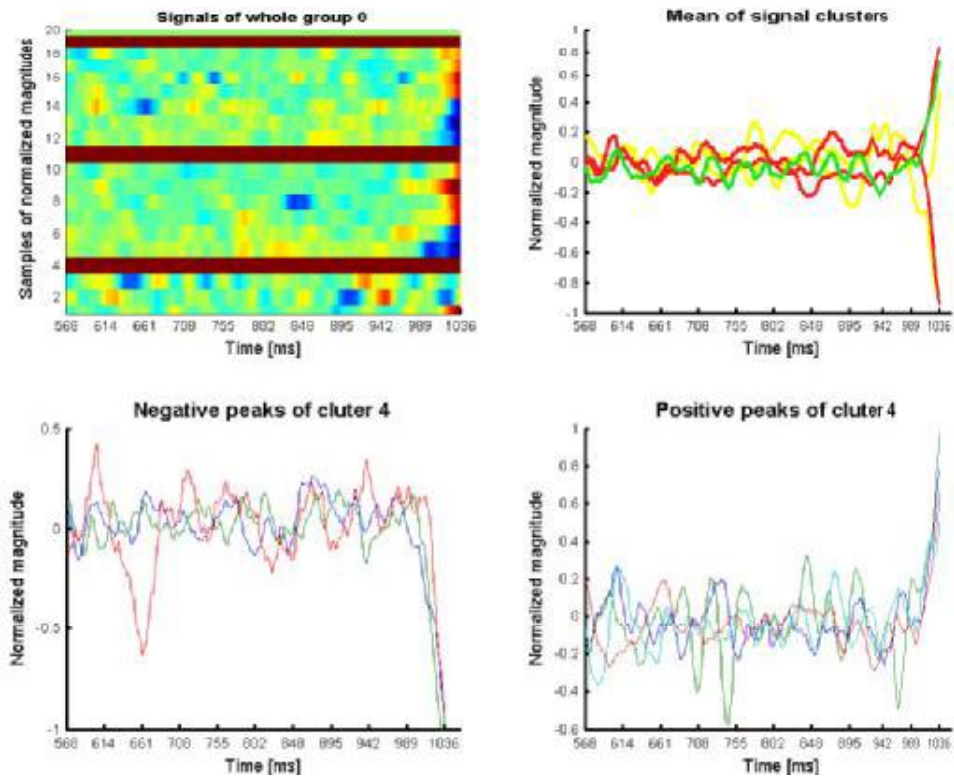 Signals of whole group 0
Samples of normalized magnitudes
20
18
16
14
12
10
8
6
4
2
568 614 661 708 755 802 848 895 942 989 1036
Time [ms]
Mean of signal clusters
Normalized magnitude
1
0.8
0.6
0.4
0.2
0
-0.2
-0.4
-0.6
-0.8
-1
568 614 661 708 755 802 848 895 942 989 1036
Time [ms]
Negative peaks of cluter 4
Normalized magnitude
0.5
0
-0.5
-1
568 614 661 708 755 802 848 895 942 989 1036
Time [ms]
Positive peaks of cluter 4
Normalized magnitude
1
0.8
0.6
0.4
0.2
0
-0.2
-0.4
-0.6
568 614 661 708 755 802 848 895 942 989 1036
Time [ms]